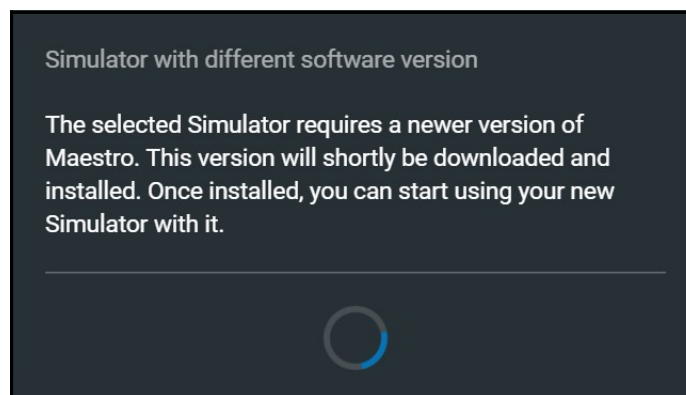 Simulator with different software version
The selected Simulator requires a newer version of
Maestro. This version will shortly be downloaded and
installed. Once installed, you can start using your new
Simulator with it.